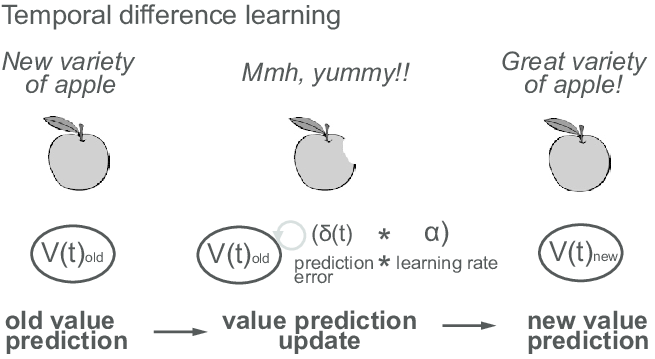 Temporal difference learning
New variety
of apple
Mmh, yummy!!
Great variety
of apple!
V(t)old
V(t)old
(δ(t) * α)
prediction * learning rate
error
V(t)new
old value
prediction
value prediction
update
new value
prediction